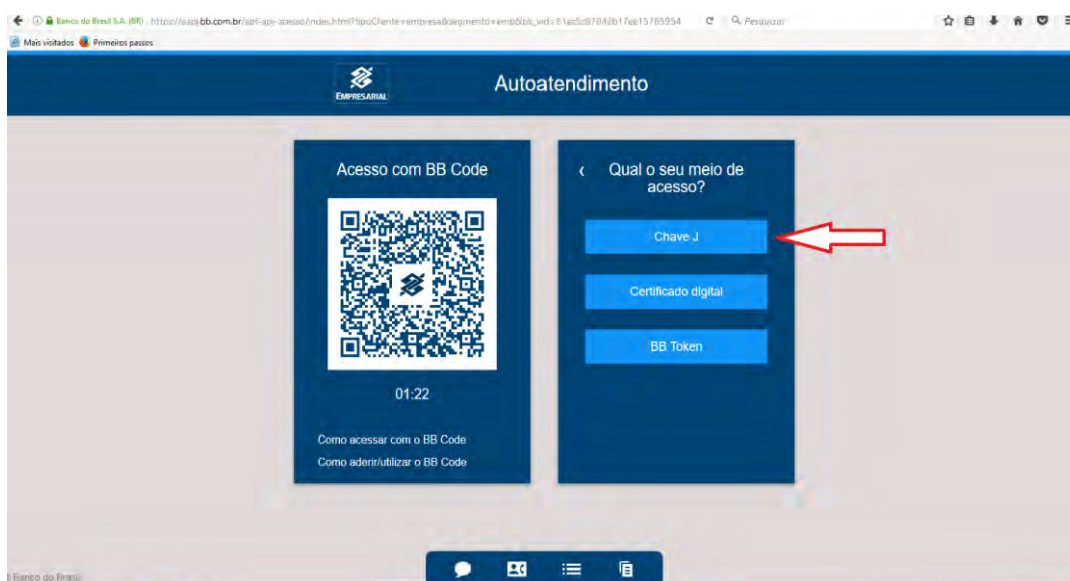 Banco do Brasil S.A. (BR)
Pesquisar
Mais visitados
Primeiros passos
EMPRESARIAL
Autoatendimento
Acesso com BB Code
01:22
Como acessar com o BB Code
Como aderir/utilizar o BB Code
‹ Qual o seu meio de
acesso?
Chave J
Certificado digital
BB Token
Banco do Brasil